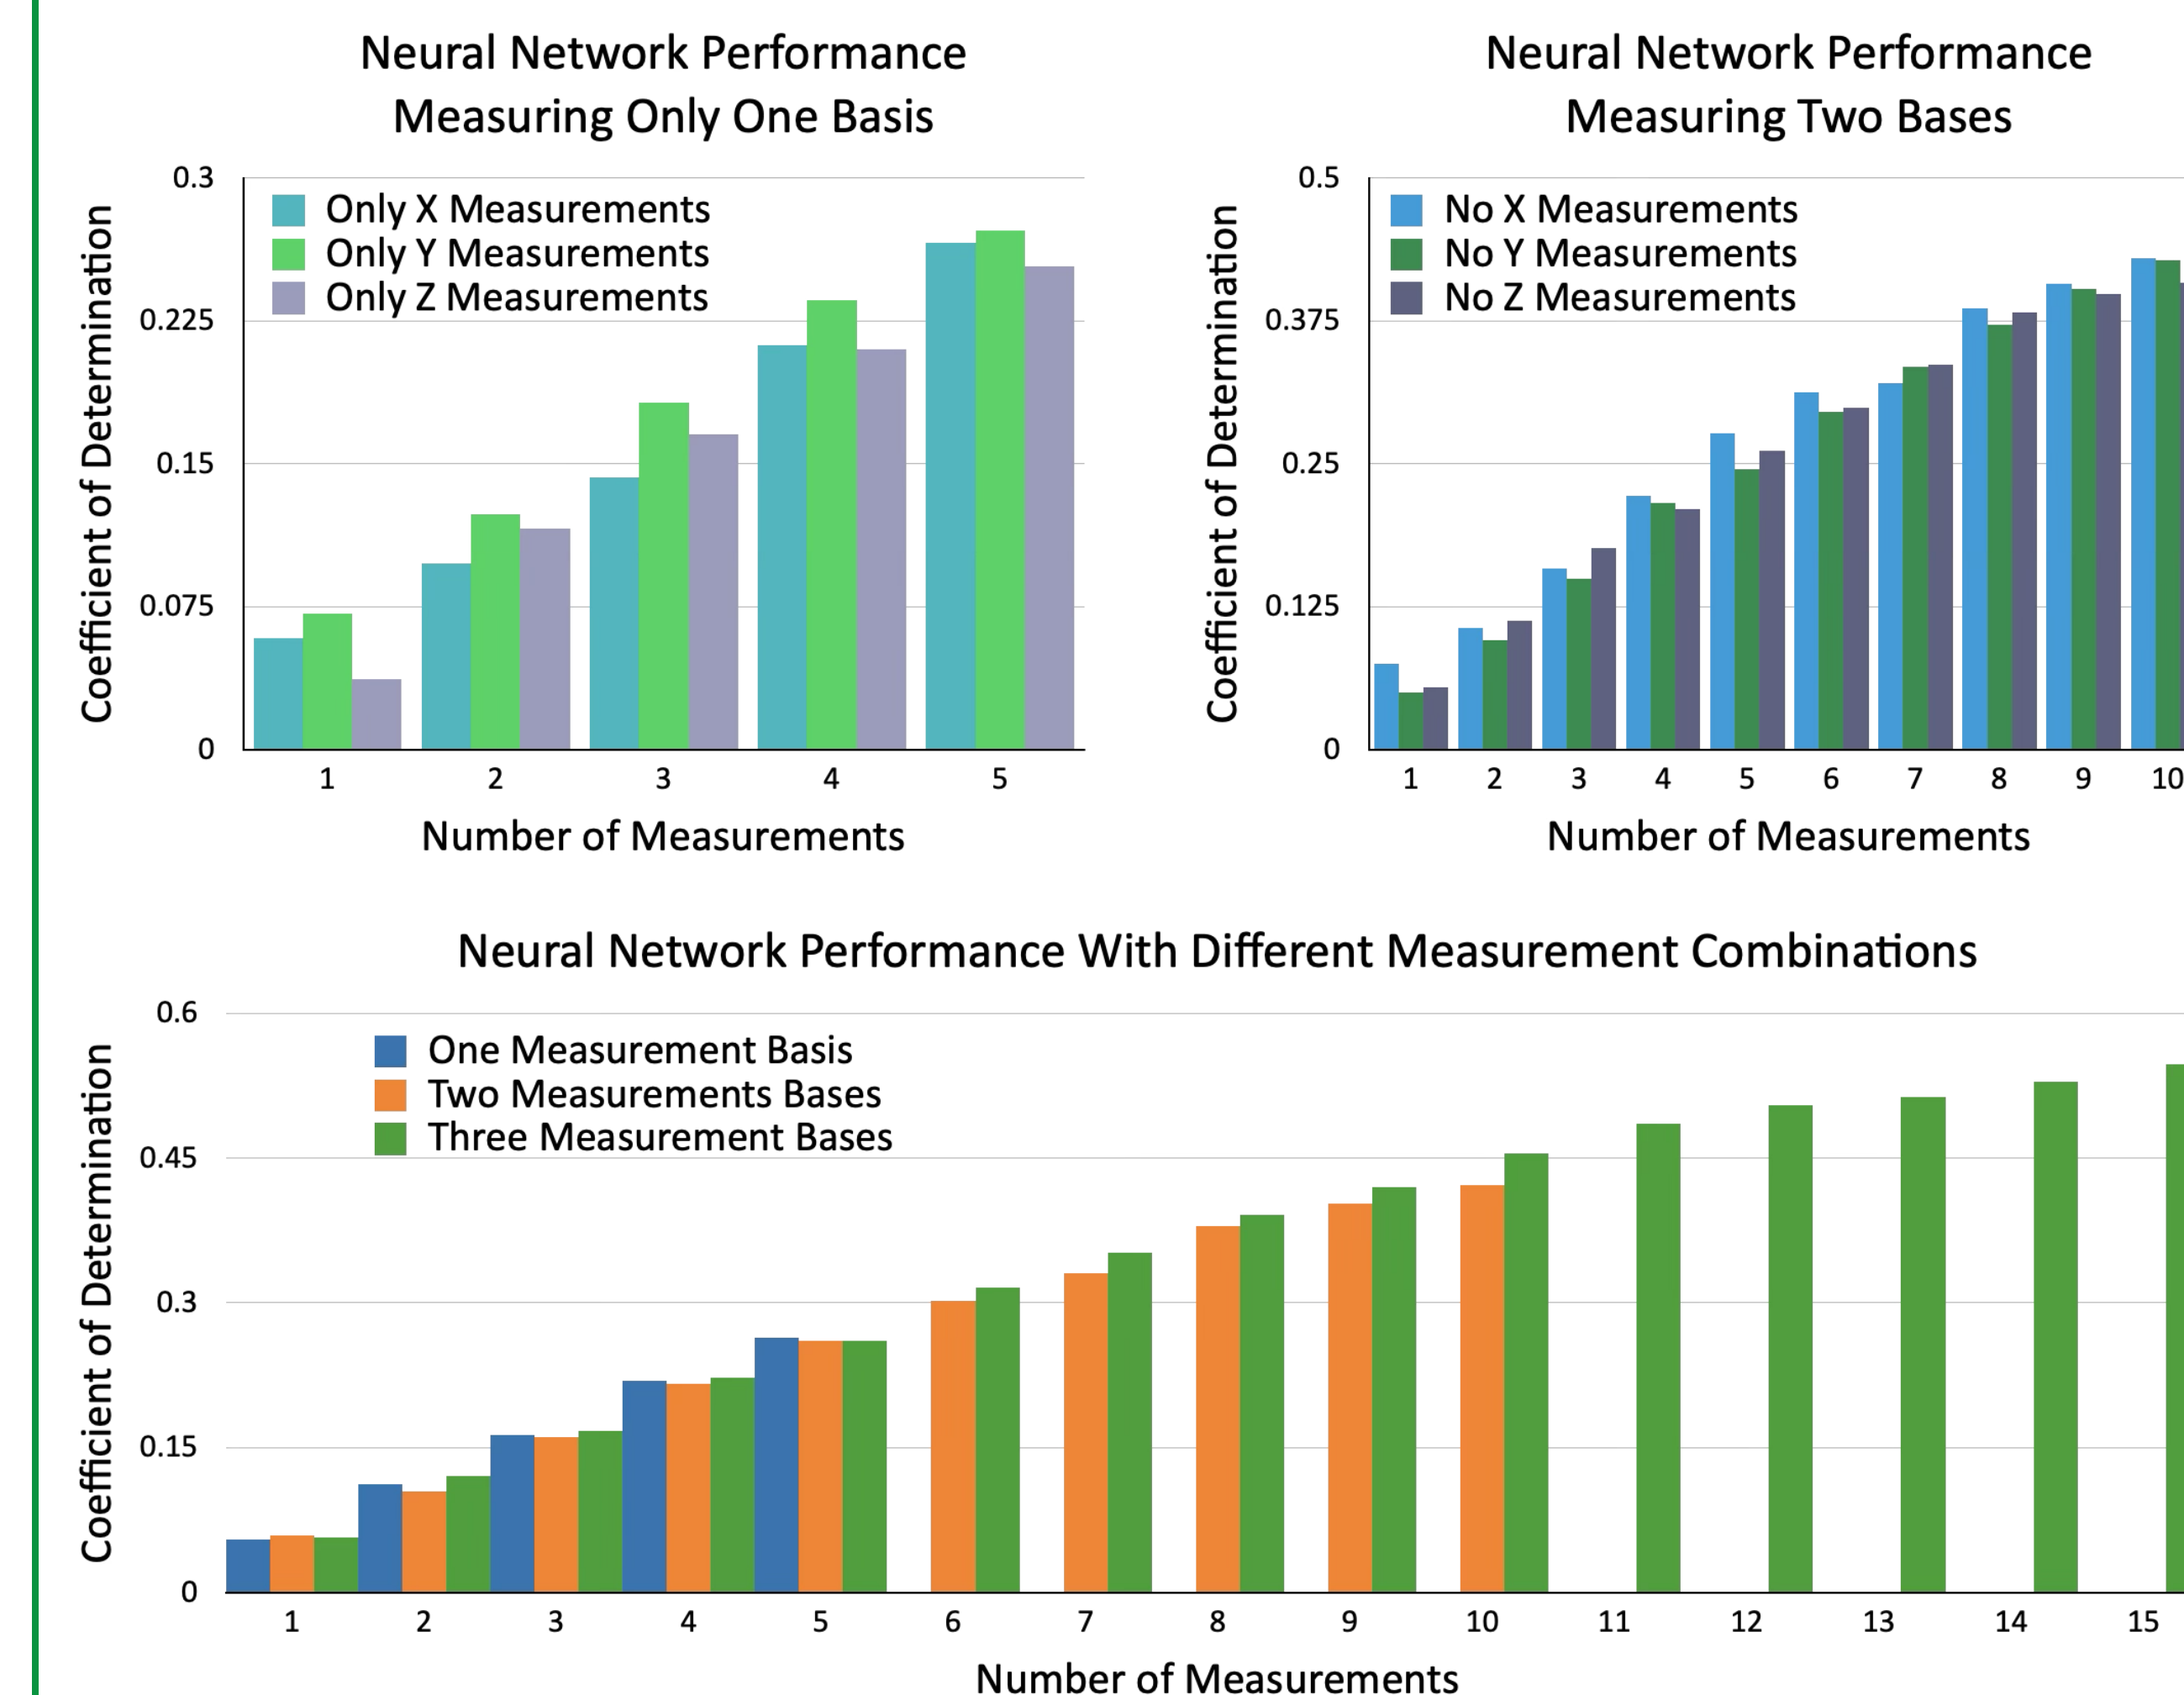 Neural Network Performance
Measuring Only One Basis
0.3
0.225
0.15
0.075
0
Coefficient of Determination
Only X Measurements
Only Y Measurements
Only Z Measurements
1 2 3 4 5
Number of Measurements
Neural Network Performance
Measuring Two Bases
0.5
0.375
0.25
0.125
0
Coefficient of Determination
No X Measurements
No Y Measurements
No Z Measurements
1 2 3 4 5 6 7 8 9 10
Number of Measurements
Neural Network Performance With Different Measurement Combinations
0.6
0.45
0.3
0.15
0
Coefficient of Determination
One Measurement Basis
Two Measurements Bases
Three Measurement Bases
1 2 3 4 5 6 7 8 9 10 11 12 13 14 15
Number of Measurements